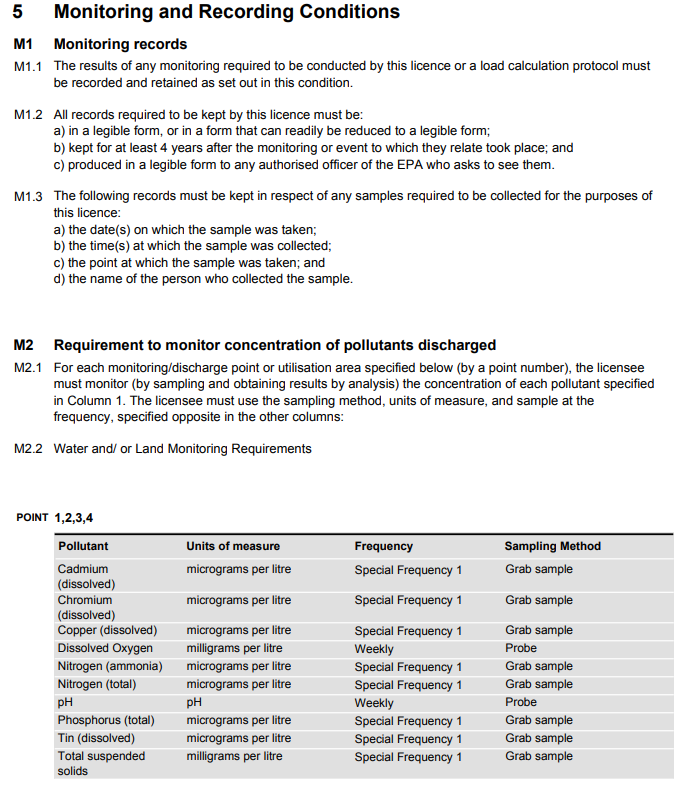 5 Monitoring and Recording Conditions
M1 Monitoring records
M1.1 The results of any monitoring required to be conducted by this licence or a load calculation protocol must
be recorded and retained as set out in this condition.
M1.2 All records required to be kept by this licence must be:
a) in a legible form, or in a form that can readily be reduced to a legible form;
b) kept for at least 4 years after the monitoring or event to which they relate took place; and
c) produced in a legible form to any authorised officer of the EPA who asks to see them.
M1.3 The following records must be kept in respect of any samples required to be collected for the purposes of
this licence:
a) the date(s) on which the sample was taken;
b) the time(s) at which the sample was collected;
c) the point at which the sample was taken; and
d) the name of the person who collected the sample.
M2 Requirement to monitor concentration of pollutants discharged
M2.1 For each monitoring/discharge point or utilisation area specified below (by a point number), the licensee
must monitor (by sampling and obtaining results by analysis) the concentration of each pollutant specified
in Column 1. The licensee must use the sampling method, units of measure, and sample at the
frequency, specified opposite in the other columns:
M2.2 Water and/ or Land Monitoring Requirements
POINT 1,2,3,4
Pollutant Units of measure Frequency Sampling Method
Cadmium micrograms per litre Special Frequency 1 Grab sample
(dissolved)
Chromium micrograms per litre Special Frequency 1 Grab sample
(dissolved)
Copper (dissolved) micrograms per litre Special Frequency 1 Grab sample
Dissolved Oxygen milligrams per litre Weekly Probe
Nitrogen (ammonia) micrograms per litre Special Frequency 1 Grab sample
Nitrogen (total) micrograms per litre Special Frequency 1 Grab sample
pH pH Weekly Probe
Phosphorus (total) micrograms per litre Special Frequency 1 Grab sample
Tin (dissolved) micrograms per litre Special Frequency 1 Grab sample
Total suspended milligrams per litre Special Frequency 1 Grab sample
solids